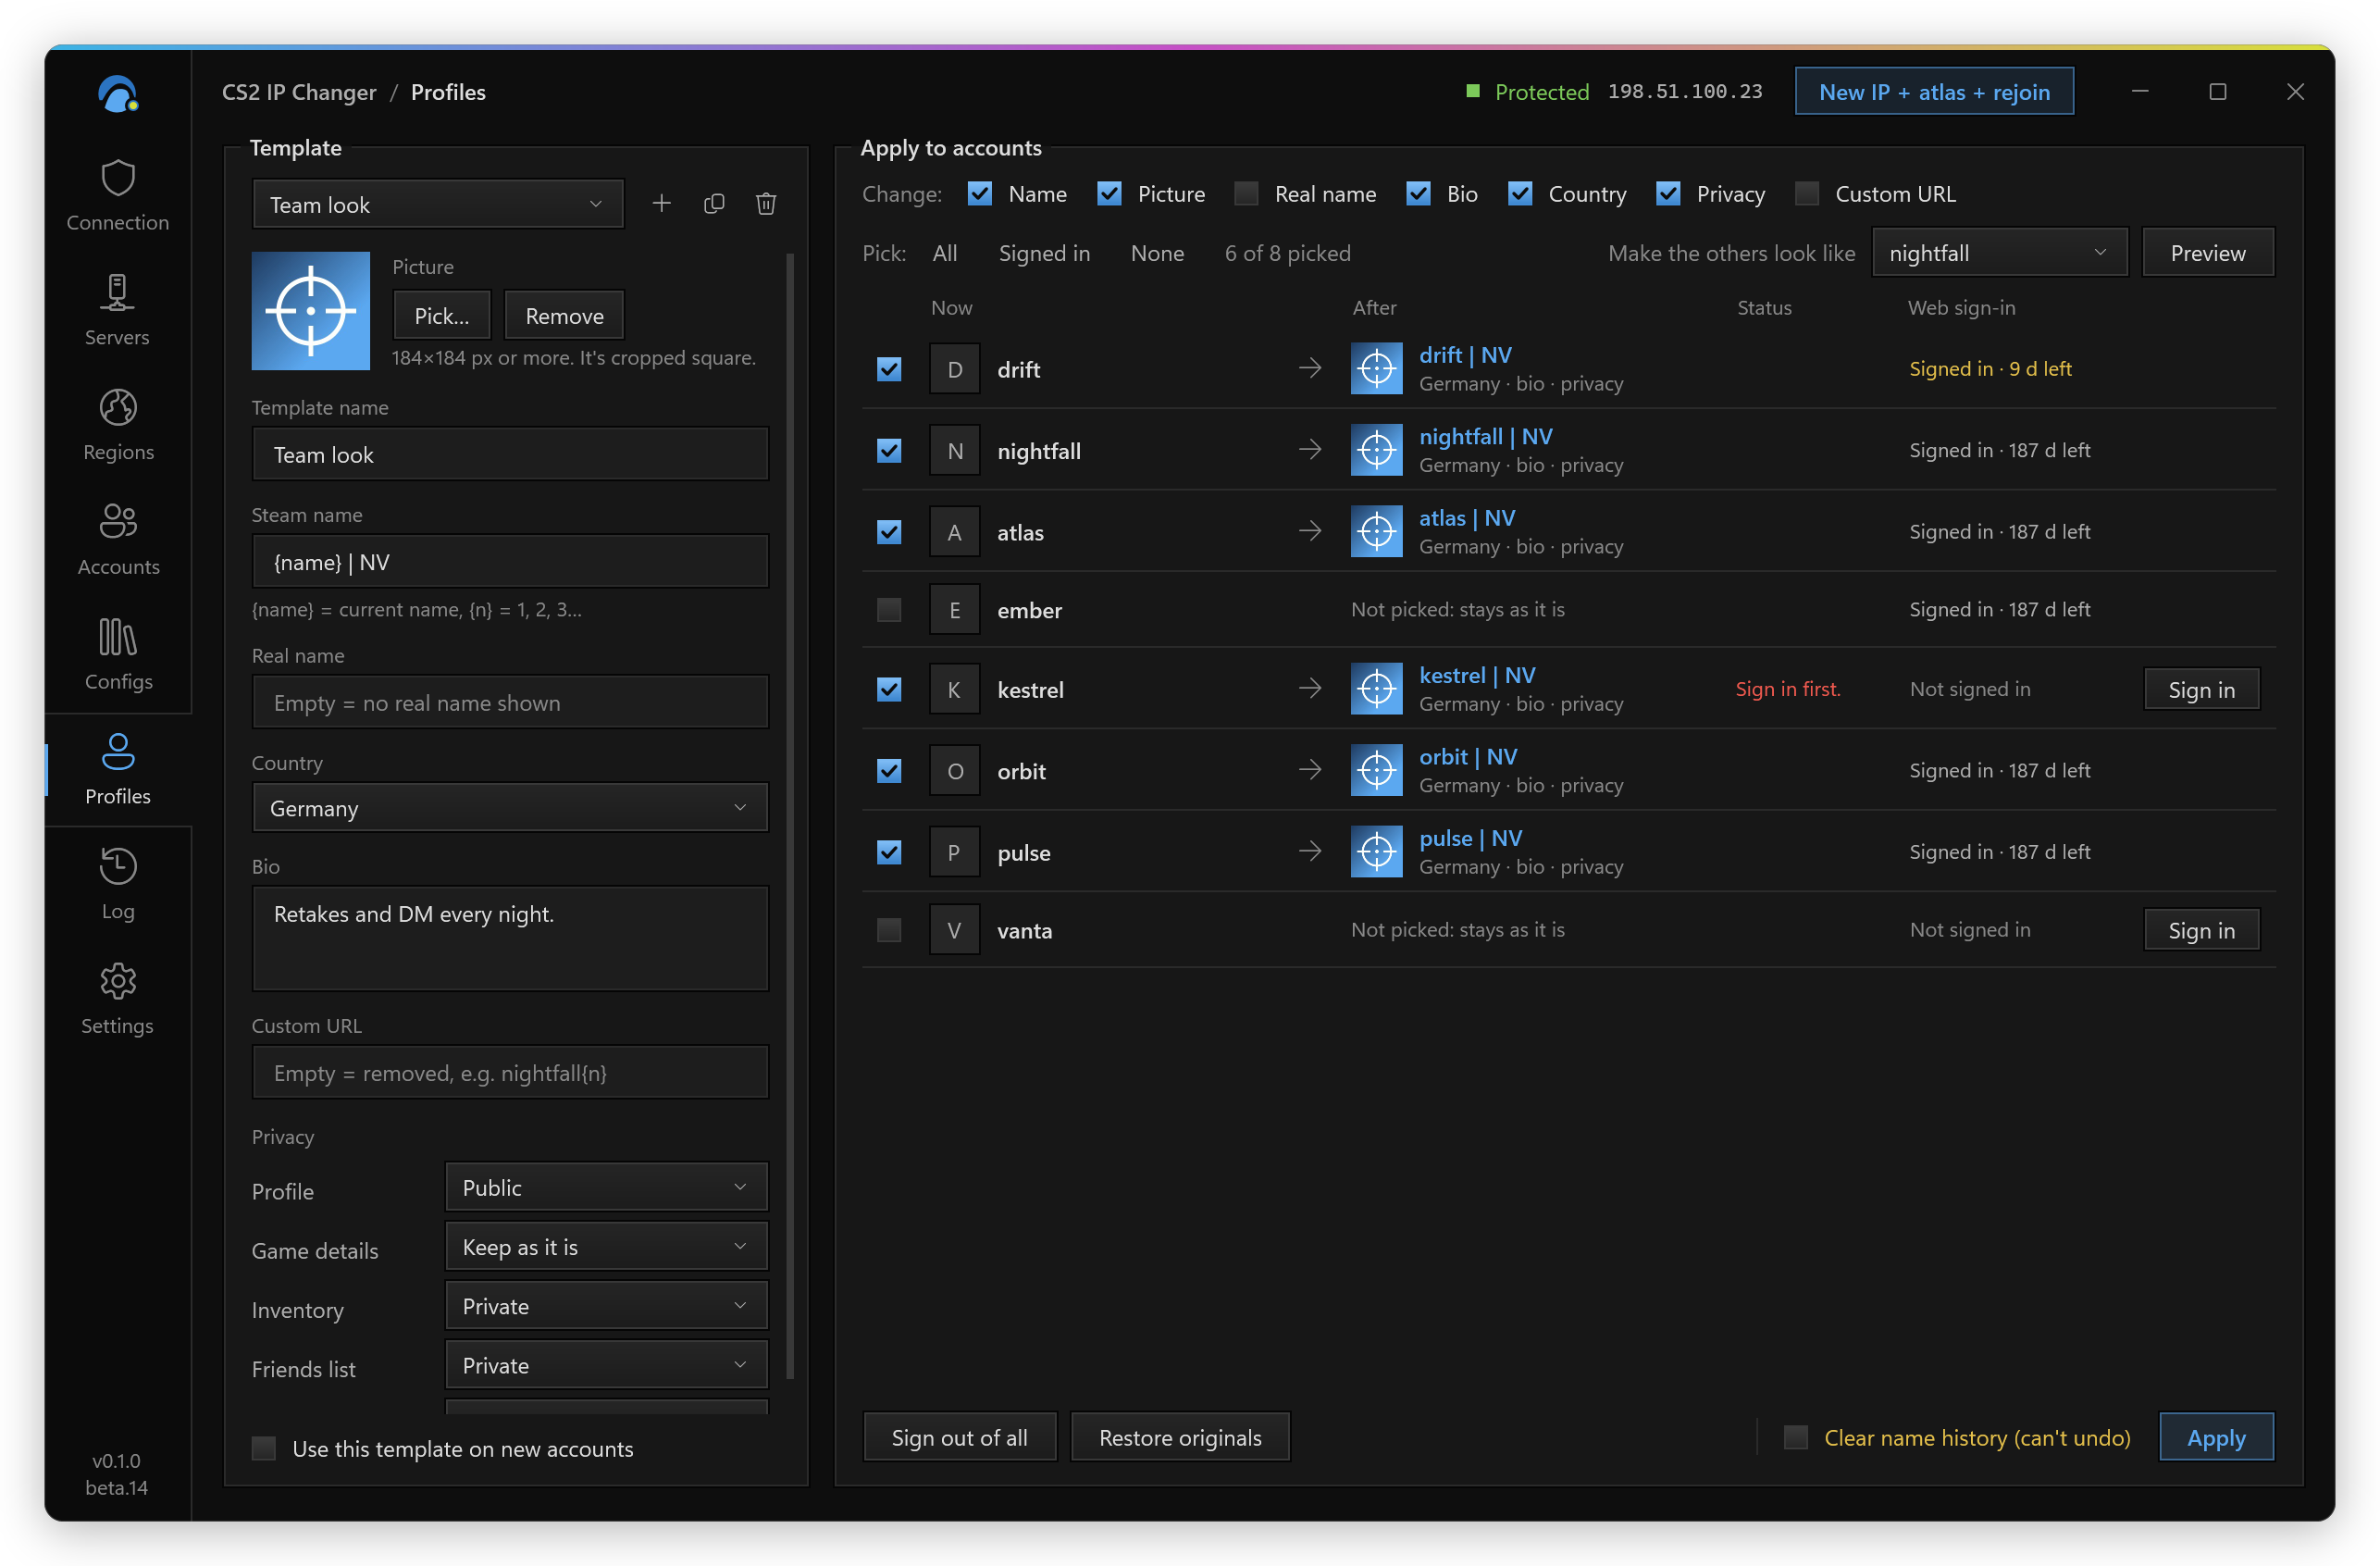 CS2 IP Changer / Profiles
Protected 198.51.100.23
New IP + atlas + rejoin
Connection
Servers
Regions
Accounts
Configs
Profiles
Log
Settings
v0.1.0
beta.14
Template
Team look
Picture
Pick...
Remove
184×184 px or more. It's cropped square.
Template name
Team look
Steam name
{name} | NV
{name} = current name, {n} = 1, 2, 3...
Real name
Empty = no real name shown
Country
Germany
Bio
Retakes and DM every night.
Custom URL
Empty = removed, e.g. nightfall{n}
Privacy
Profile Public
Game details Keep as it is
Inventory Private
Friends list Private
Use this template on new accounts
Apply to accounts
Change: Name Picture Real name Bio Country Privacy Custom URL
Pick: All Signed in None 6 of 8 picked Make the others look like nightfall Preview
Now After Status Web sign-in
D drift drift | NV Signed in · 9 d left
Germany · bio · privacy
N nightfall nightfall | NV Signed in · 187 d left
Germany · bio · privacy
A atlas atlas | NV Signed in · 187 d left
Germany · bio · privacy
E ember Not picked: stays as it is Signed in · 187 d left
K kestrel kestrel | NV Sign in first. Not signed in Sign in
Germany · bio · privacy
O orbit orbit | NV Signed in · 187 d left
Germany · bio · privacy
P pulse pulse | NV Signed in · 187 d left
Germany · bio · privacy
V vanta Not picked: stays as it is Not signed in Sign in
Sign out of all
Restore originals
Clear name history (can't undo)
Apply